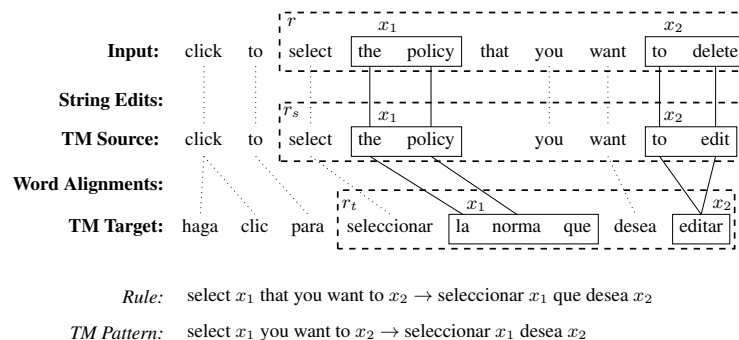 r x₁ x₂
Input: click to select the policy that you want to delete
String Edits:
r_s x₁ x₂
TM Source: click to select the policy you want to edit
Word Alignments:
r_t x₁ x₂
TM Target: haga clic para seleccionar la norma que desea editar
Rule: select x₁ that you want to x₂ → seleccionar x₁ que desea x₂
TM Pattern: select x₁ you want to x₂ → seleccionar x₁ desea x₂